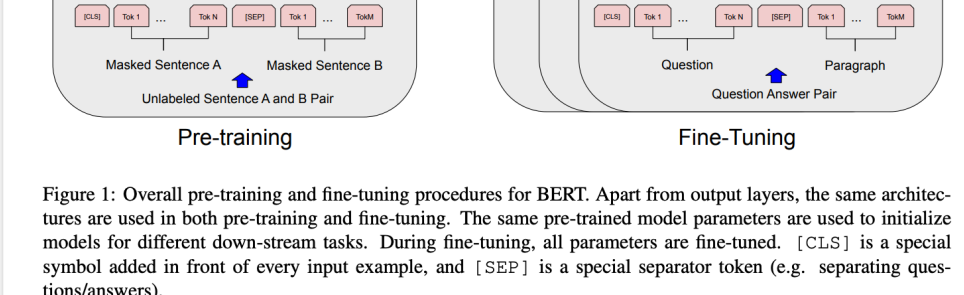 [CLS] Tok 1 ... Tok N [SEP] Tok 1 ... TokM
Masked Sentence A Masked Sentence B
Unlabeled Sentence A and B Pair
Pre-training
[CLS] Tok 1 ... Tok N [SEP] Tok 1 ... TokM
Question Paragraph
Question Answer Pair
Fine-Tuning
Figure 1: Overall pre-training and fine-tuning procedures for BERT. Apart from output layers, the same architec-
tures are used in both pre-training and fine-tuning. The same pre-trained model parameters are used to initialize
models for different down-stream tasks. During fine-tuning, all parameters are fine-tuned. [CLS] is a special
symbol added in front of every input example, and [SEP] is a special separator token (e.g. separating ques-
tions/answers).